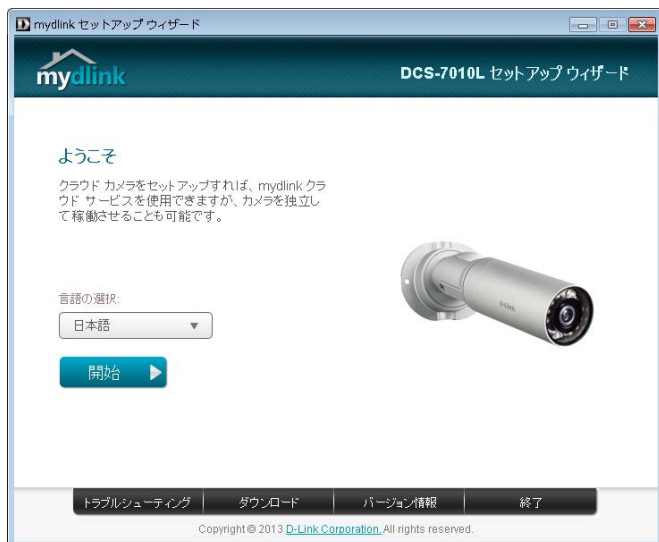 mydlink セットアップ ウィザード
mydlink
DCS-7010L セットアップ ウィザード
ようこそ
クラウド カメラをセットアップすれば、mydlink クラ
ウド サービスを使用できますが、カメラを独立し
て稼働させることも可能です。
言語の選択:
日本語
開始
D-Link
トラブルシューティング ダウンロード バージョン情報 終了
Copyright © 2013 D-Link Corporation. All rights reserved.